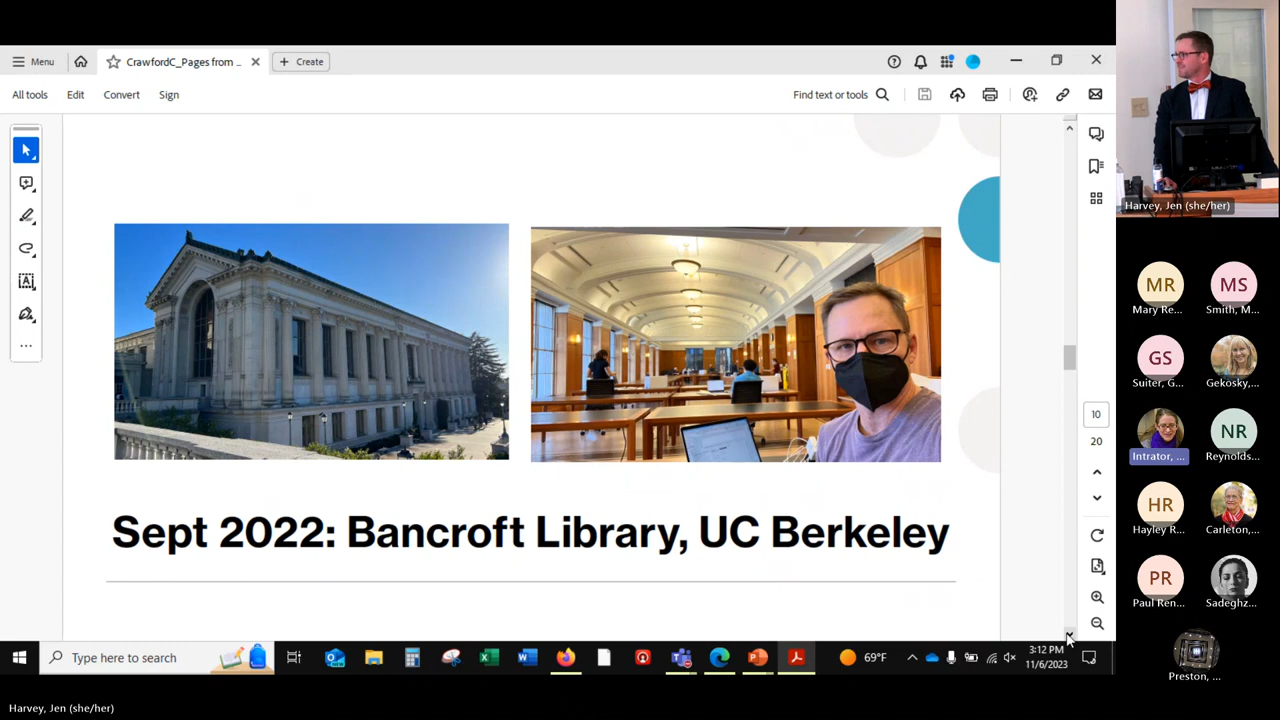 Menu
CrawfordC_Pages from ..
Create
All tools
Edit
Convert
Sign
Find text or tools
Sept 2022: Bancroft Library, UC Berkeley
10
20
Type here to search
69°F
3:12 PM
11/6/2023
Harvey, Jen (she/her)
MR
Mary Re...
MS
Smith, M...
GS
Suiter, G...
Gekosky,...
Intrator, ...
NR
Reynolds...
HR
Hayley R...
Carleton,...
PR
Paul Ren...
Sadeghz...
Preston, ...
Harvey, Jen (she/her)